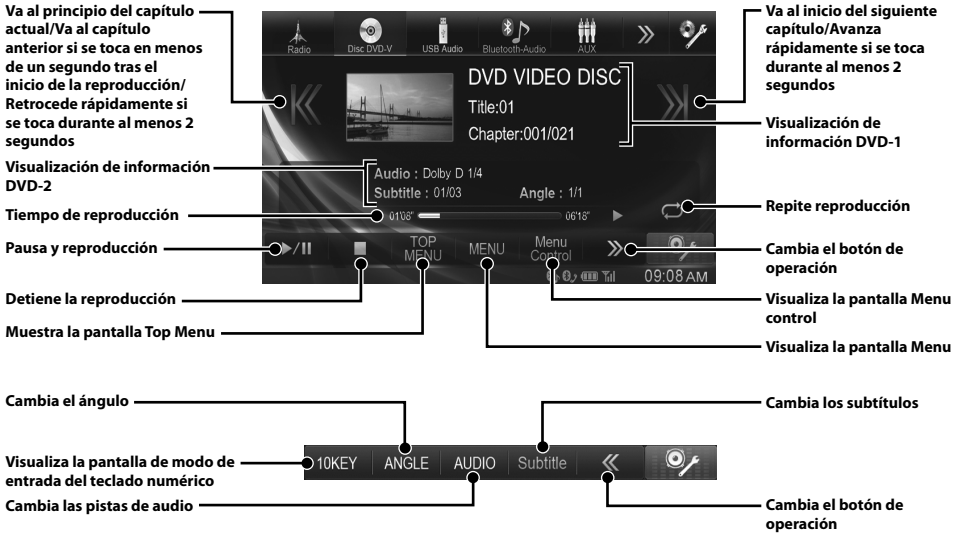 Va al principio del capítulo
actual/Va al capítulo
anterior si se toca en menos
de un segundo tras el
inicio de la reproducción/
Retrocede rápidamente si
se toca durante al menos 2
segundos
Visualización de información
DVD-2
Tiempo de reproducción
Pausa y reproducción
Detiene la reproducción
Muestra la pantalla Top Menu
Radio
Disc DVD-V
USB Audio
Bluetooth-Audio
AUX
DVD VIDEO DISC
Title:01
Chapter:001/021
Audio : Dolby D 1/4
Subtitle : 01/03
Angle : 1/1
01'08"
06'18"
TOP
MENU
MENU
Menu
Control
09:08 AM
Va al inicio del siguiente
capítulo/Avanza
rápidamente si se toca
durante al menos 2
segundos
Visualización de
información DVD-1
Repite reproducción
Cambia el botón de
operación
Visualiza la pantalla Menu
control
Visualiza la pantalla Menu
Cambia el ángulo
Visualiza la pantalla de modo de
entrada del teclado numérico
Cambia las pistas de audio
10KEY
ANGLE
AUDIO
Subtitle
Cambia los subtítulos
Cambia el botón de
operación